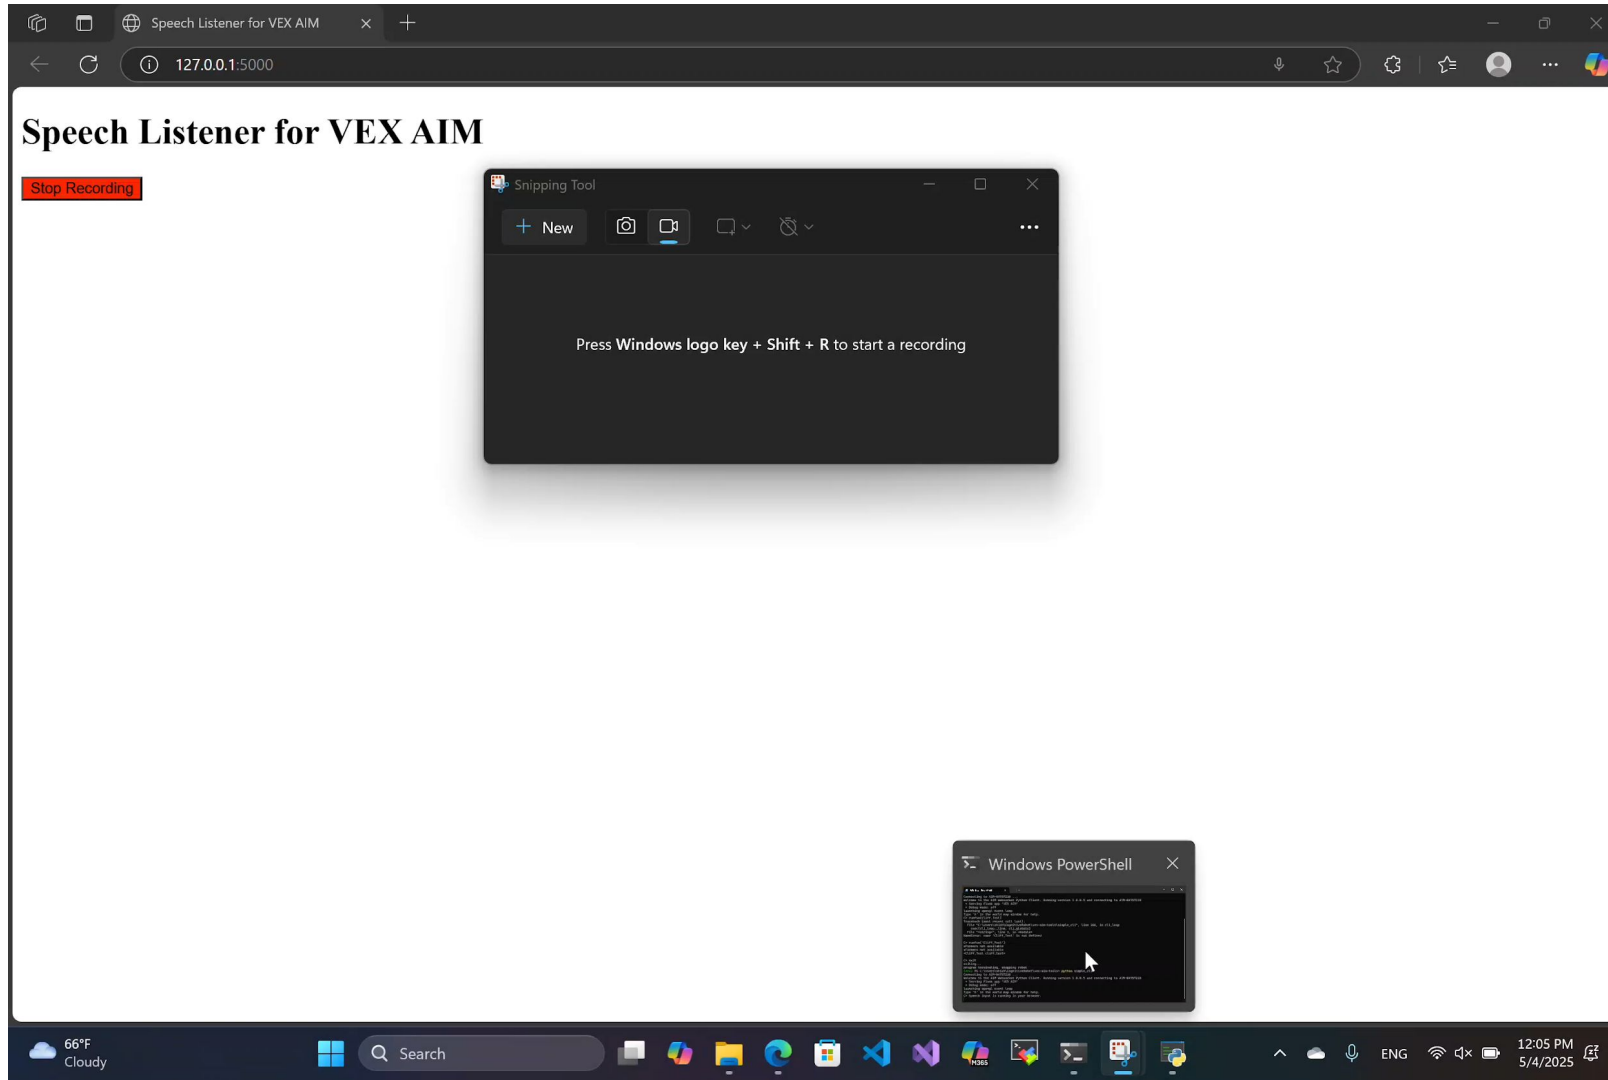 Speech Listener for VEX AIM
127.0.0.1:5000
Speech Listener for VEX AIM
Stop Recording
Snipping Tool
New
Press Windows logo key + Shift + R to start a recording
Windows PowerShell
66°F
Cloudy
Search
M365
ENG
12:05 PM
5/4/2025